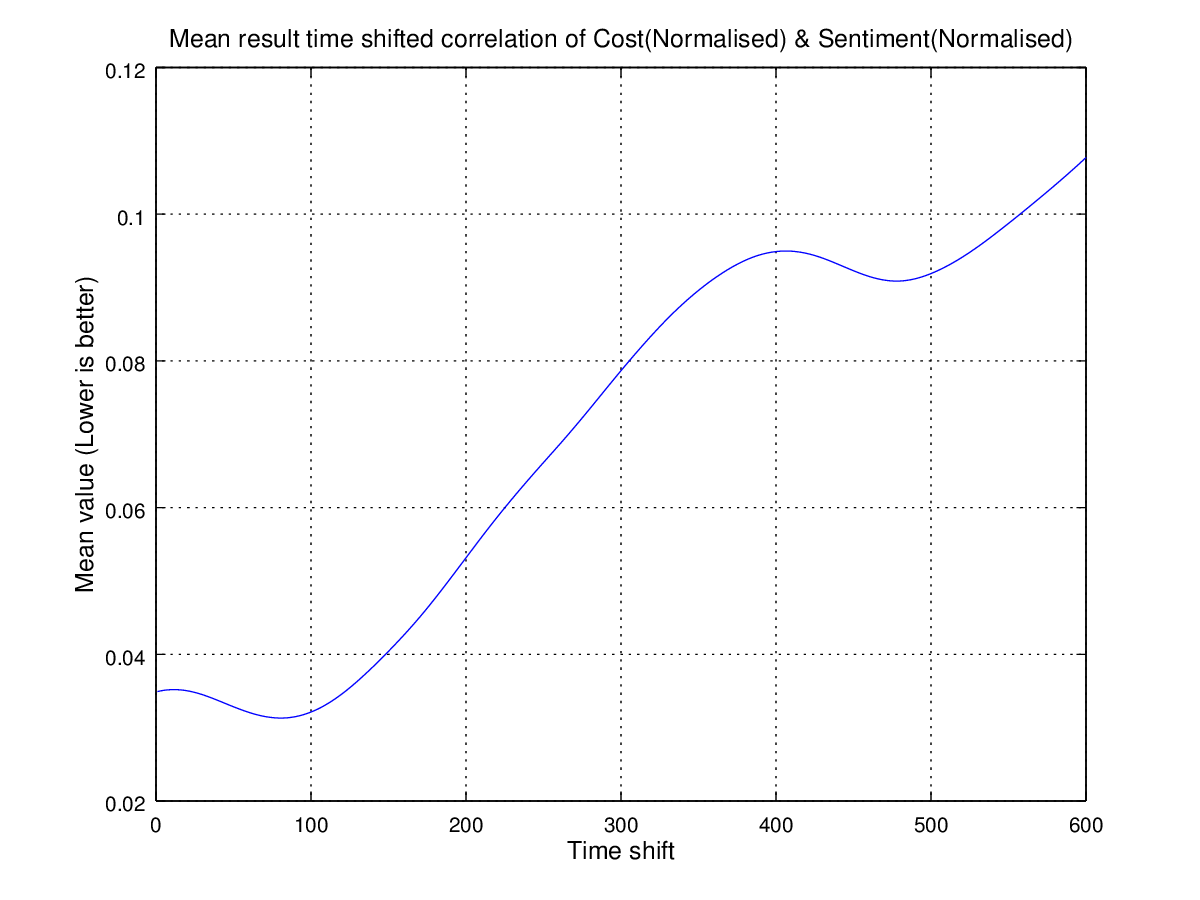 Mean result time shifted correlation of Cost(Normalised) & Sentiment(Normalised)
Mean value (Lower is better)
0.12
0.1
0.08
0.06
0.04
0.02
0 100 200 300 400 500 600
Time shift